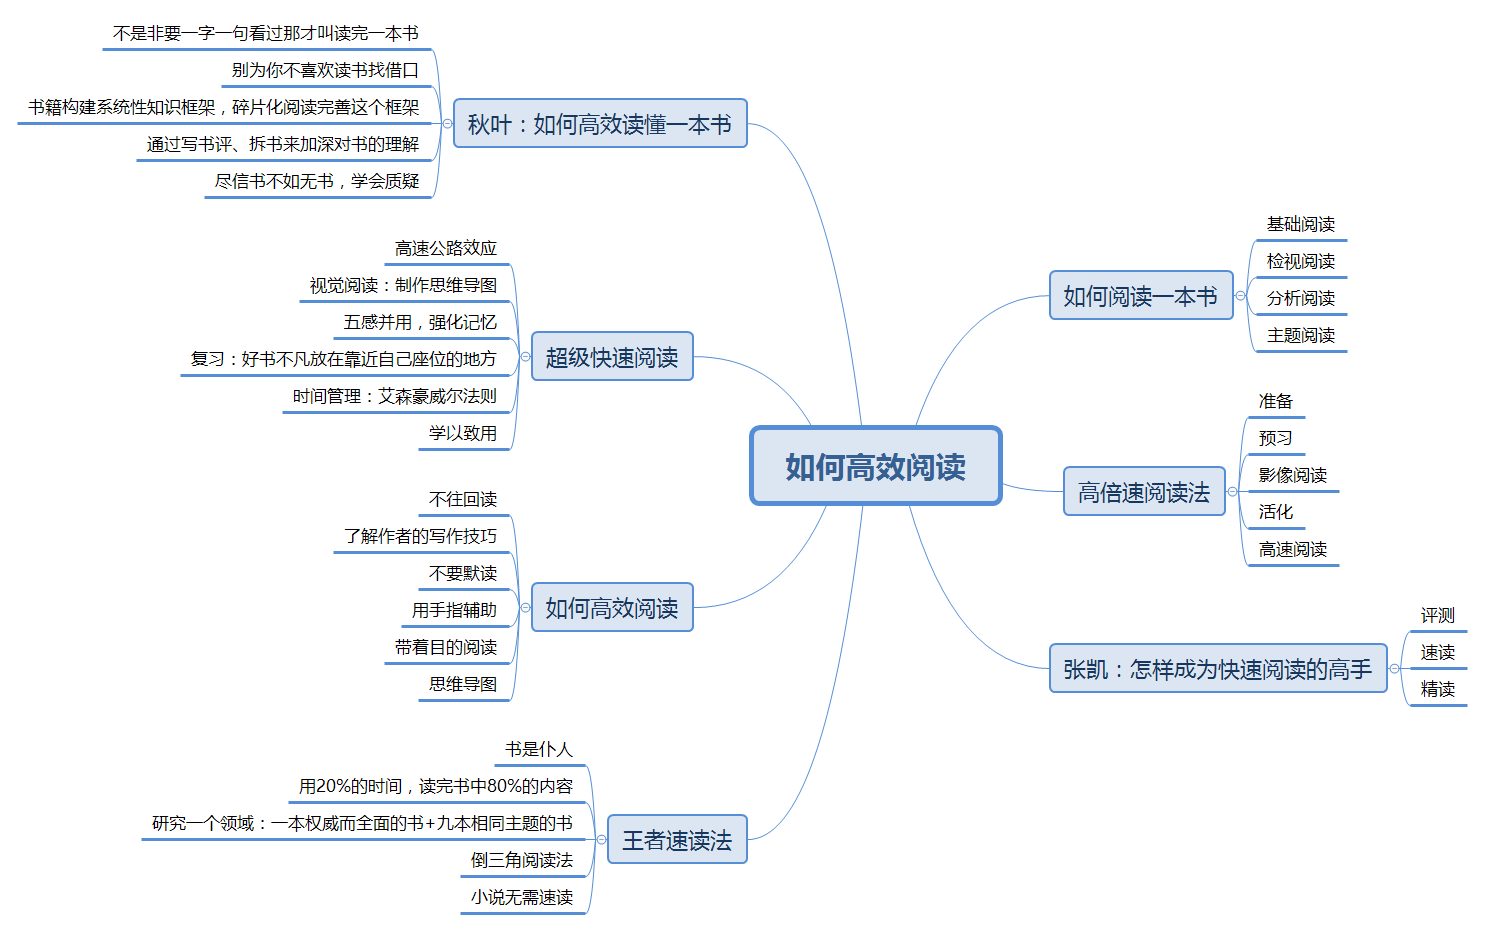 如何高效阅读
如何阅读一本书
基础阅读
检视阅读
分析阅读
主题阅读
高倍速阅读法
准备
预习
影像阅读
活化
高速阅读
张凯：怎样成为快速阅读的高手
评测
速读
精读
秋叶：如何高效读懂一本书
不是非要一字一句看过那才叫读完一本书
别为你不喜欢读书找借口
书籍构建系统性知识框架，碎片化阅读完善这个框架
通过写书评、拆书来加深对书的理解
尽信书不如无书，学会质疑
超级快速阅读
高速公路效应
视觉阅读：制作思维导图
五感并用，强化记忆
复习：好书不凡放在靠近自己座位的地方
时间管理：艾森豪威尔法则
学以致用
如何高效阅读
不往回读
了解作者的写作技巧
不要默读
用手指辅助
带着目的阅读
思维导图
王者速读法
书是仆人
用20%的时间，读完书中80%的内容
研究一个领域：一本权威而全面的书+九本相同主题的书
倒三角阅读法
小说无需速读